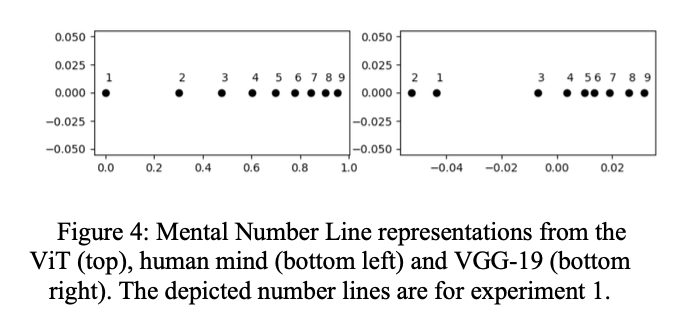 0.050
0.025
0.000
−0.025
−0.050
1 2 3 4 5 6 7 8 9
0.0 0.2 0.4 0.6 0.8 1.0
0.050
0.025
0.000
−0.025
−0.050
2 1 3 4 5 6 7 8 9
−0.04 −0.02 0.00 0.02
Figure 4: Mental Number Line representations from the
ViT (top), human mind (bottom left) and VGG-19 (bottom
right). The depicted number lines are for experiment 1.